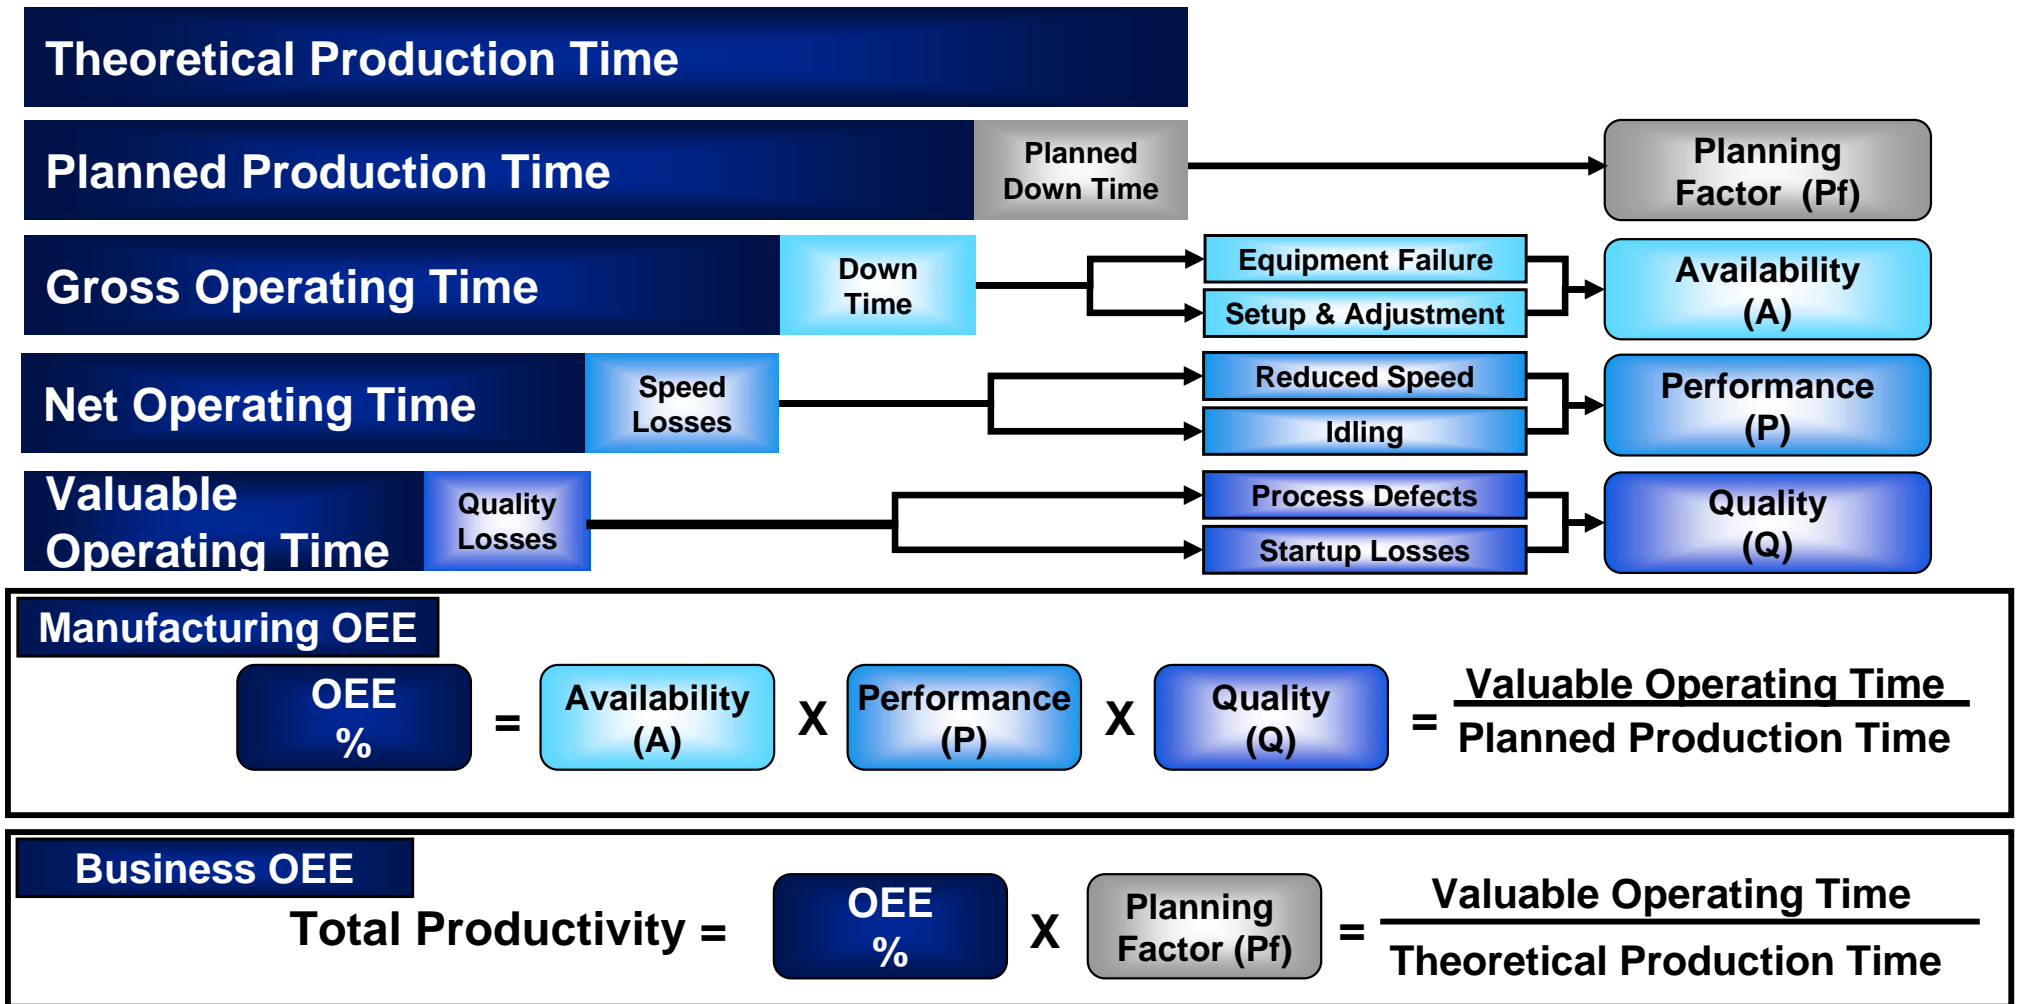 Theoretical Production Time
Planned Production Time
Planned
Down Time
Planning
Factor (Pf)
Gross Operating Time
Down
Time
Equipment Failure
Setup & Adjustment
Availability
(A)
Net Operating Time
Speed
Losses
Reduced Speed
Idling
Performance
(P)
Valuable
Operating Time
Quality
Losses
Process Defects
Startup Losses
Quality
(Q)
Manufacturing OEE
OEE
%
=
Availability
(A)
X
Performance
(P)
X
Quality
(Q)
=
Valuable Operating Time
Planned Production Time
Business OEE
Total Productivity =
OEE
%
X
Planning
Factor (Pf)
=
Valuable Operating Time
Theoretical Production Time